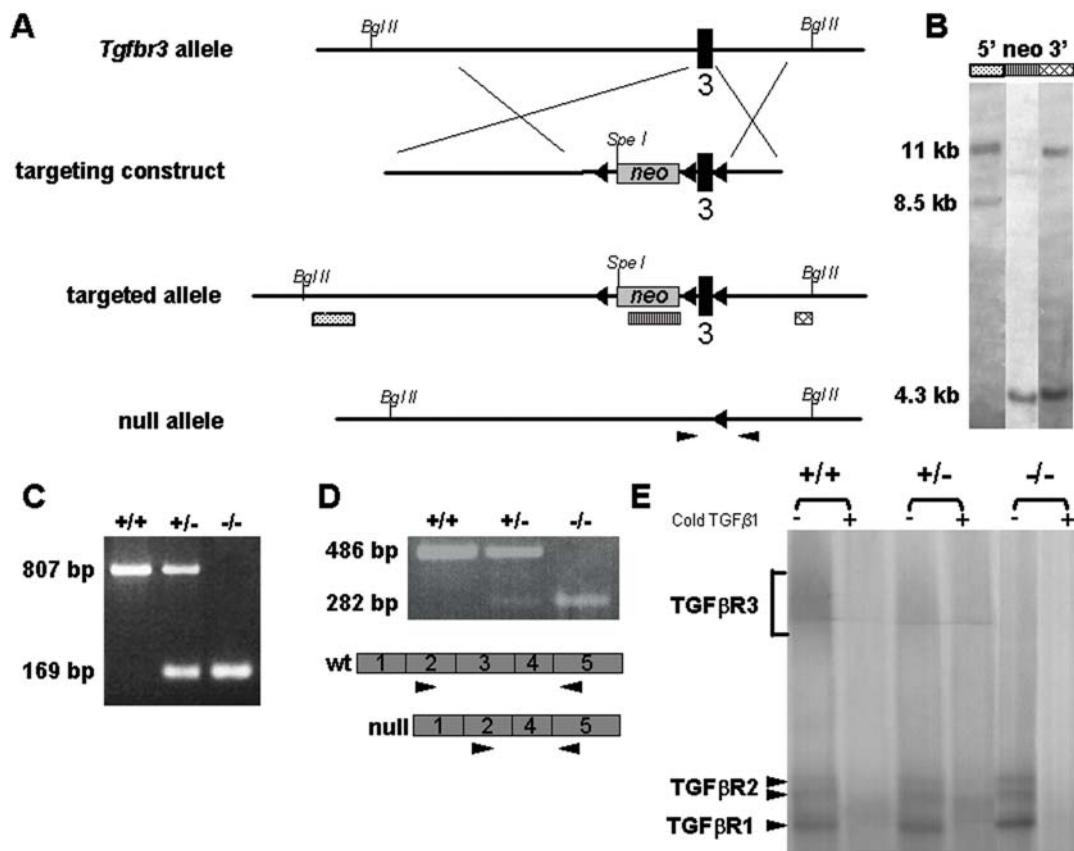 A
Bgl II
Bgl II
Tgfbr3 allele
3
Spe I
targeting construct
neo
3
Bgl II
Spe I
Bgl II
targeted allele
neo
3
Bgl II
Bgl II
null allele
B
5' neo 3'
11 kb
8.5 kb
4.3 kb
C
+/+ +/- -/-
807 bp
169 bp
D
+/+ +/- -/-
486 bp
282 bp
wt 1 2 3 4 5
null 1 2 4 5
E
+/+ +/- -/-
Cold TGFβ1 - + - + - +
TGFβR3
TGFβR2
TGFβR1